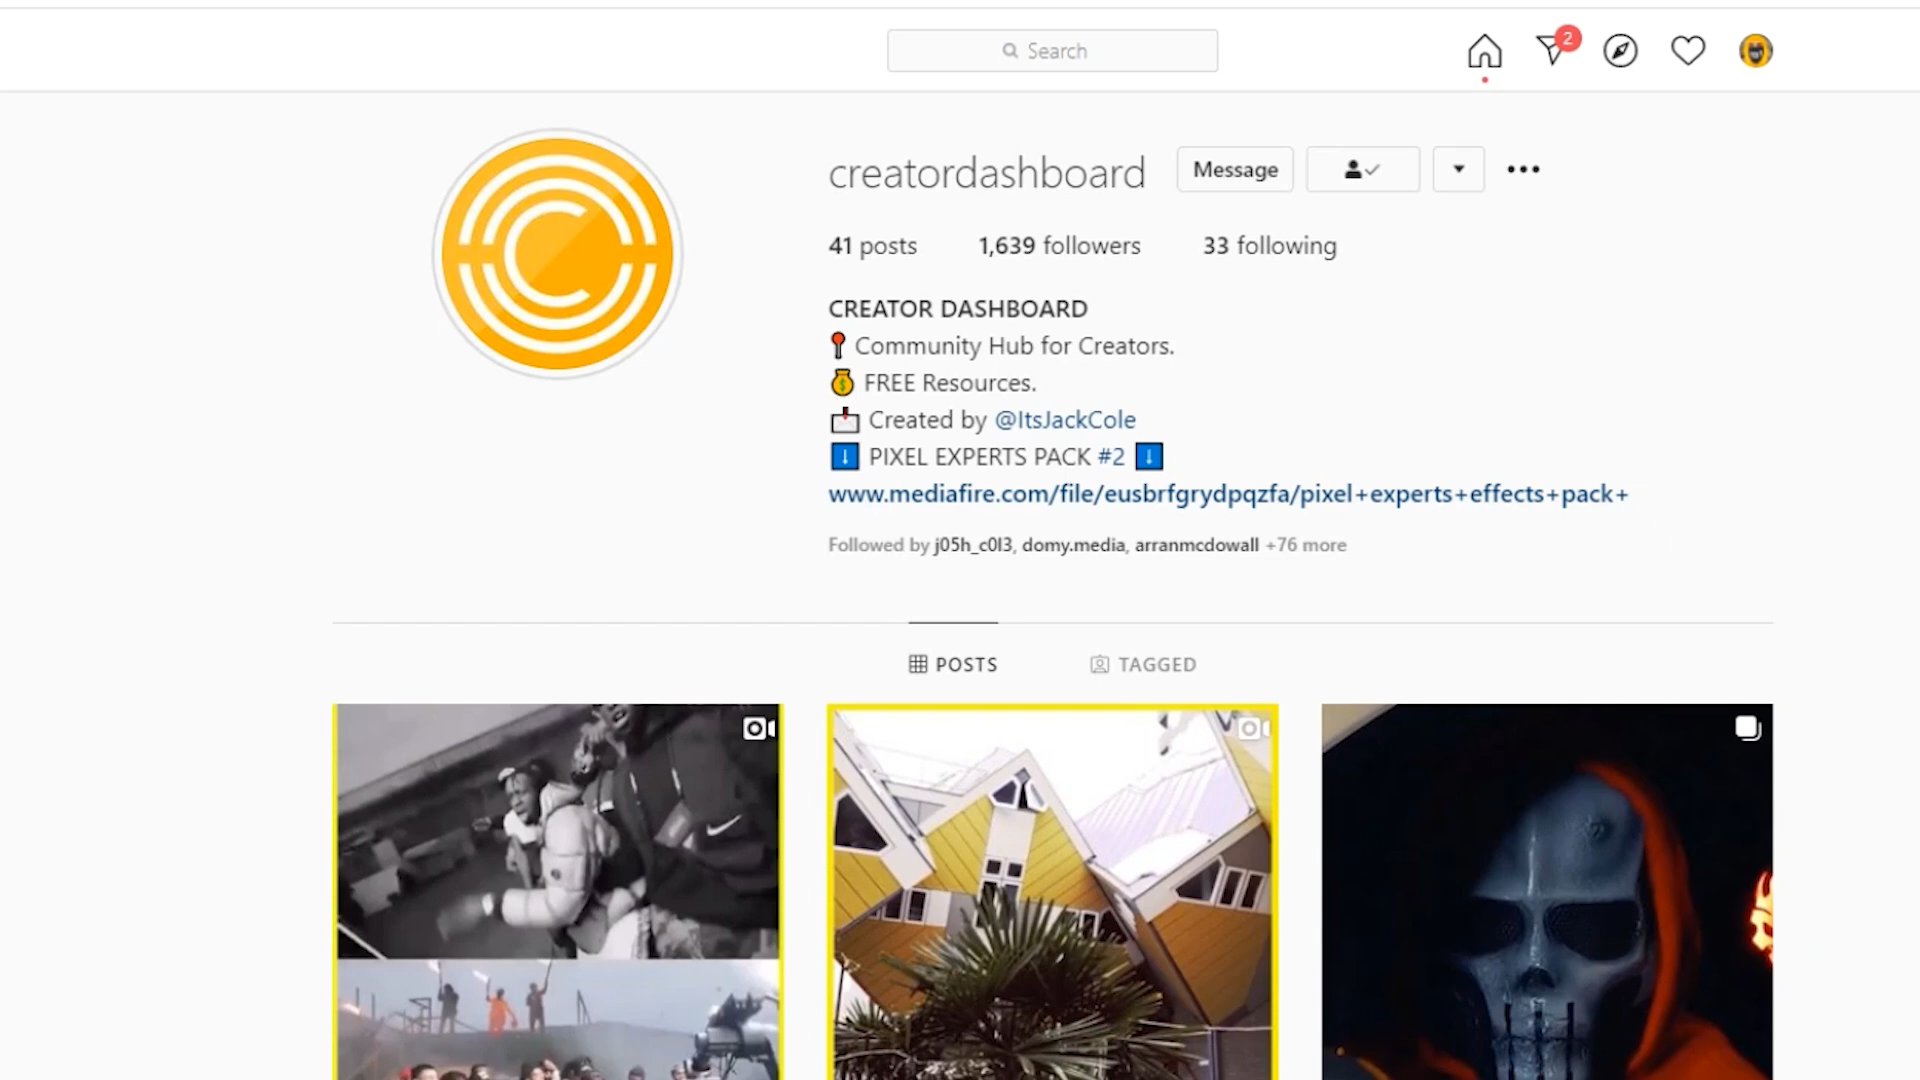 Search
2
creatordashboard Message
41 posts 1,639 followers 33 following
CREATOR DASHBOARD
Community Hub for Creators.
FREE Resources.
Created by @ItsJackCole
PIXEL EXPERTS PACK #2
www.mediafire.com/file/eusbrfgrydpqzfa/pixel+experts+effects+pack+
Followed by j05h_c0l3, domy.media, arranmcdowall +76 more
POSTS TAGGED